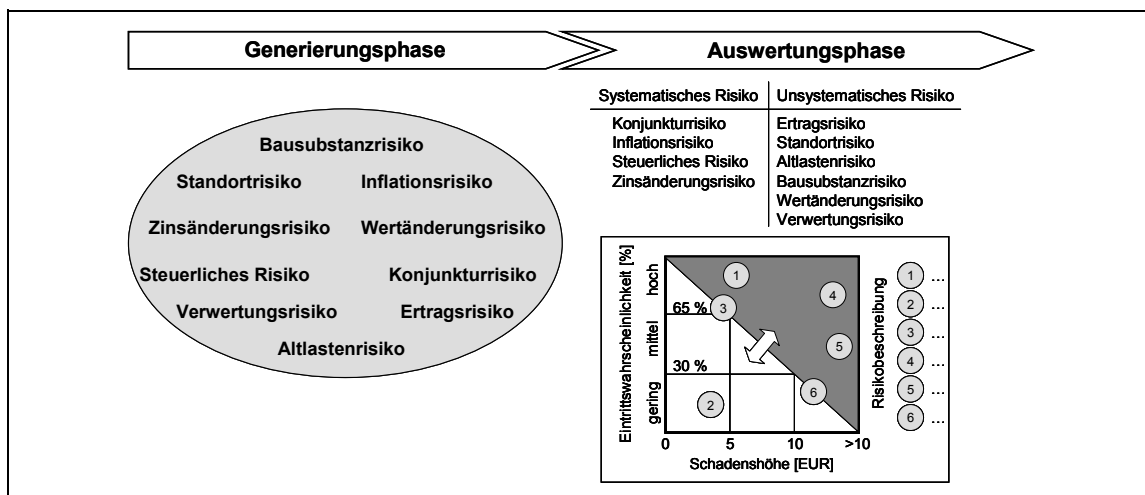 Generierungsphase
Auswertungsphase
Bausubstanzrisiko
Standortrisiko Inflationsrisiko
Zinsänderungsrisiko Wertänderungsrisiko
Steuerliches Risiko Konjunkturrisiko
Verwertungsrisiko Ertragsrisiko
Altlastenrisiko
Systematisches Risiko Unsystematisches Risiko
Konjunkturrisiko Ertragsrisiko
Inflationsrisiko Standortrisiko
Steuerliches Risiko Altlastenrisiko
Zinsänderungsrisiko Bausubstanzrisiko
Wertänderungsrisiko
Verwertungsrisiko
Eintrittswahrscheinlichkeit [%]
hoch
mittel
gering
65 %
30 %
1
4
3
5
6
2
0 5 10 >10
Schadenshöhe [EUR]
Risikobeschreibung
1 ...
2 ...
3 ...
4 ...
5 ...
6 ...